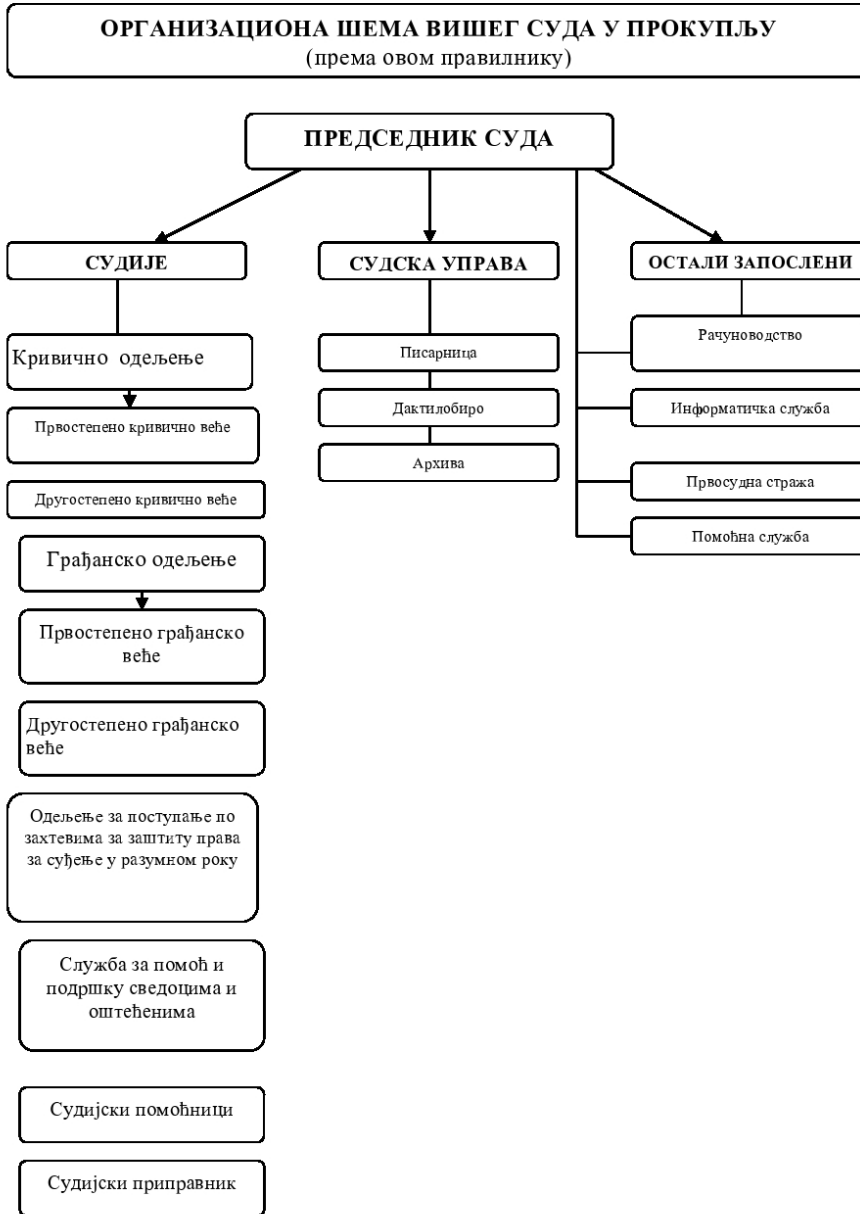 ОРГАНИЗАЦИОНА ШЕМА ВИШЕГ СУДА У ПРОКУПЉУ
(према овом правилнику)
ПРЕДСЕДНИК СУДА
СУДИЈЕ
СУДСКА УПРАВА
ОСТАЛИ ЗАПОСЛЕНИ
Кривично одељење
Првостепено кривично веће
Другостепено кривично веће
Грађанско одељење
Првостепено грађанско
веће
Другостепено грађанско
веће
Одељење за поступање по
захтевима за заштиту права
за суђење у разумном року
Служба за помоћ и
подршку сведоцима и
оштећенима
Судијски помоћници
Судијски приправник
Писарница
Дактилобиро
Архива
Рачуноводство
Информатичка служба
Првосудна стража
Помоћна служба